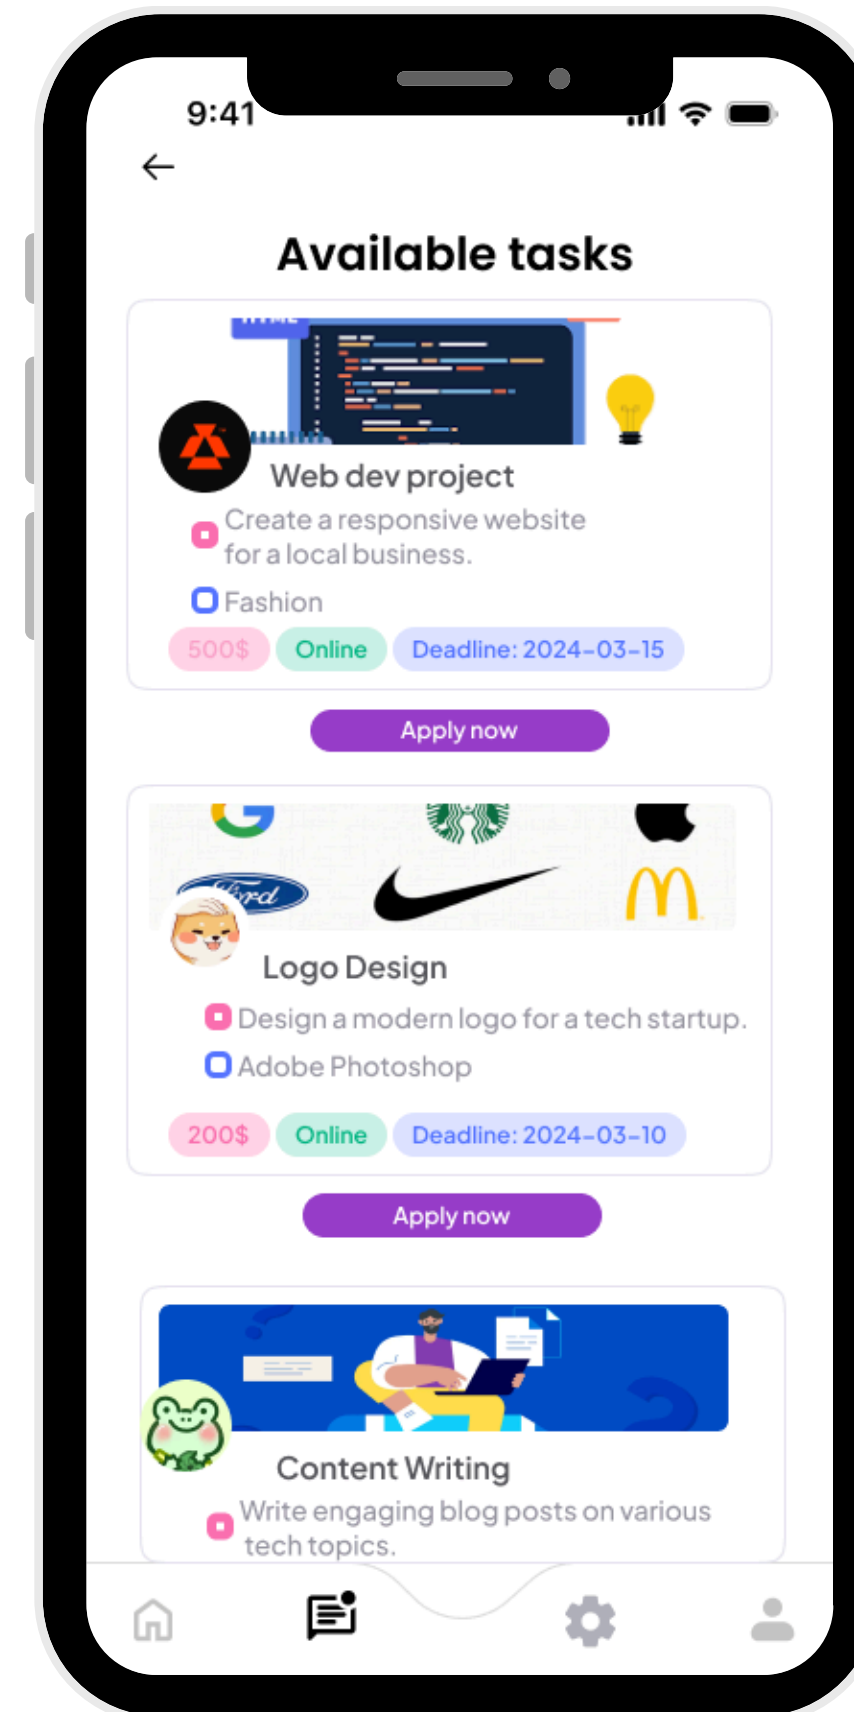 9:41
Available tasks
HTML
Web dev project
Create a responsive website
for a local business.
Fashion
500$ Online Deadline: 2024-03-15
Apply now
Ford
Logo Design
Design a modern logo for a tech startup.
Adobe Photoshop
200$ Online Deadline: 2024-03-10
Apply now
Content Writing
Write engaging blog posts on various
tech topics.